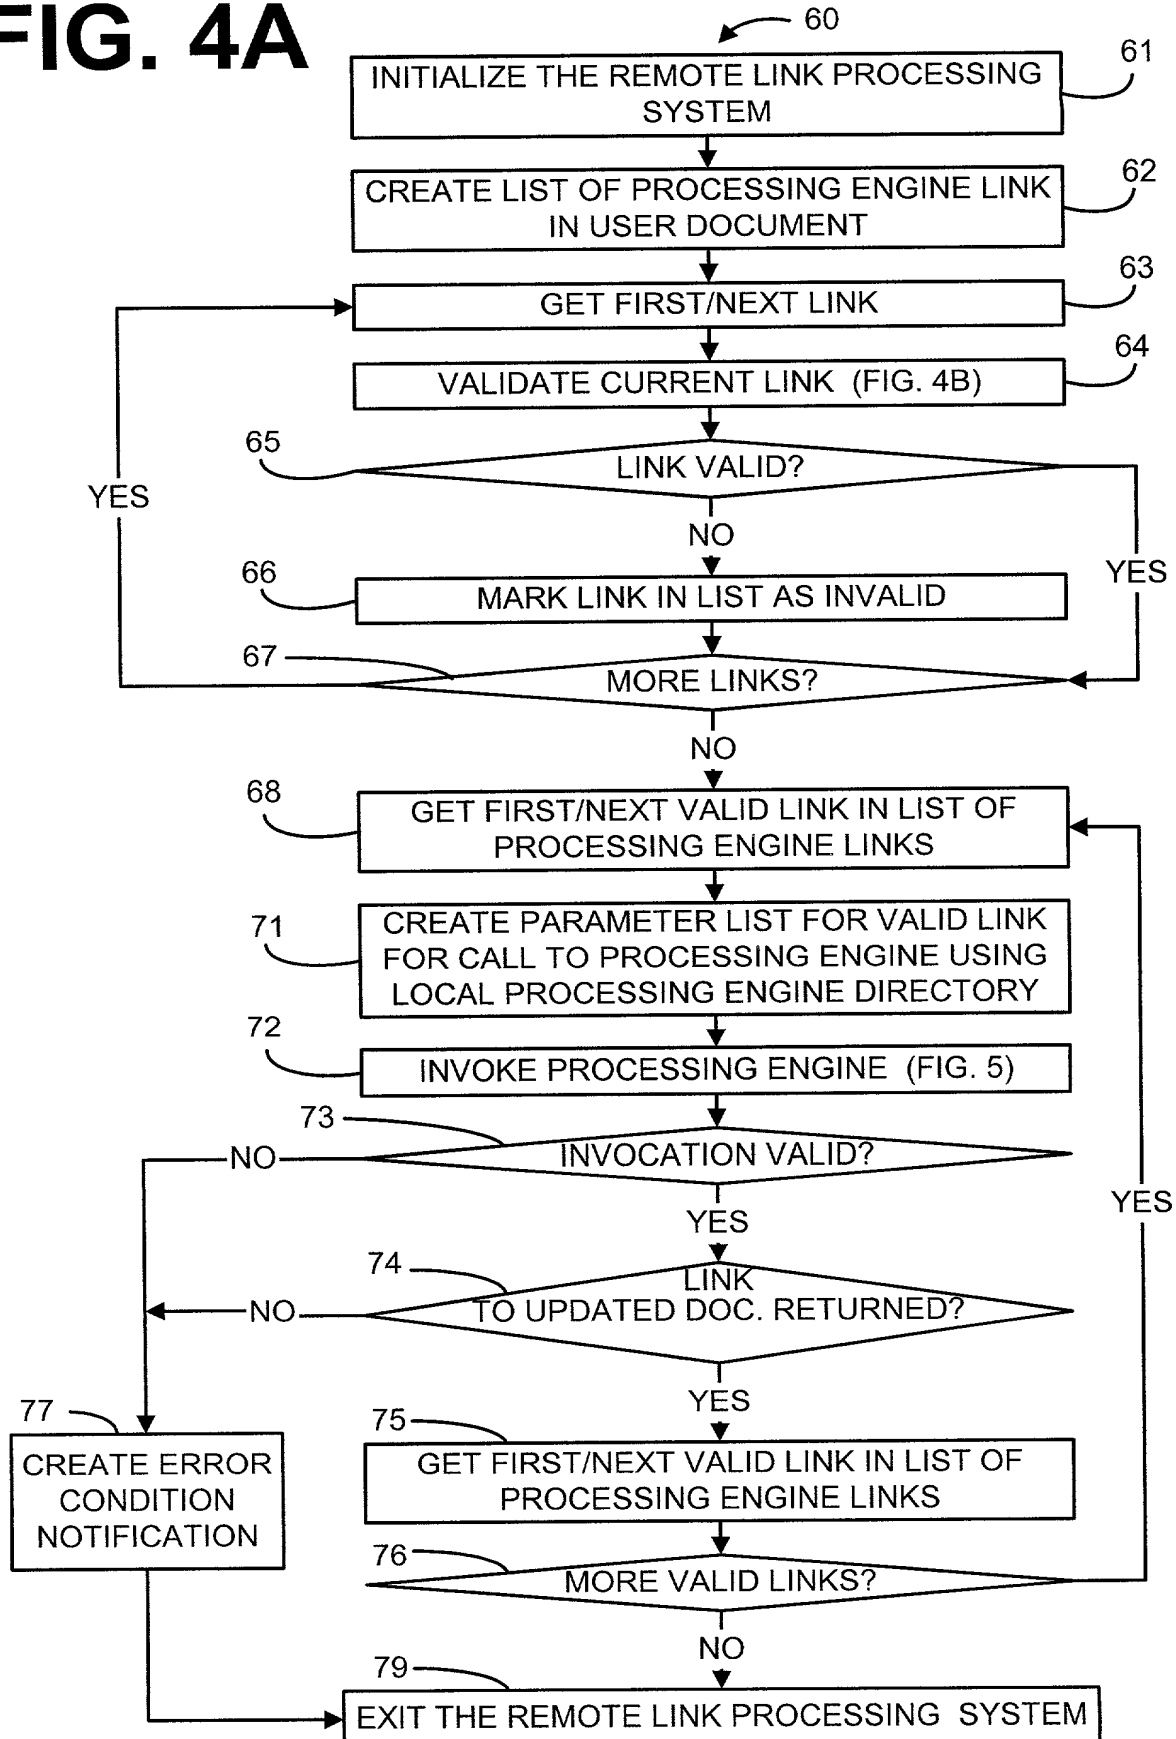 FIG. 4A
60
INITIALIZE THE REMOTE LINK PROCESSING
SYSTEM
61
CREATE LIST OF PROCESSING ENGINE LINK
IN USER DOCUMENT
62
GET FIRST/NEXT LINK
63
VALIDATE CURRENT LINK (FIG. 4B)
64
65
LINK VALID?
YES
NO
YES
66
MARK LINK IN LIST AS INVALID
67
MORE LINKS?
NO
68
GET FIRST/NEXT VALID LINK IN LIST OF
PROCESSING ENGINE LINKS
71
CREATE PARAMETER LIST FOR VALID LINK
FOR CALL TO PROCESSING ENGINE USING
LOCAL PROCESSING ENGINE DIRECTORY
72
INVOKE PROCESSING ENGINE (FIG. 5)
73
NO
INVOCATION VALID?
YES
YES
74
LINK
TO UPDATED DOC. RETURNED?
NO
YES
77
CREATE ERROR
CONDITION
NOTIFICATION
75
GET FIRST/NEXT VALID LINK IN LIST OF
PROCESSING ENGINE LINKS
76
MORE VALID LINKS?
NO
79
EXIT THE REMOTE LINK PROCESSING SYSTEM